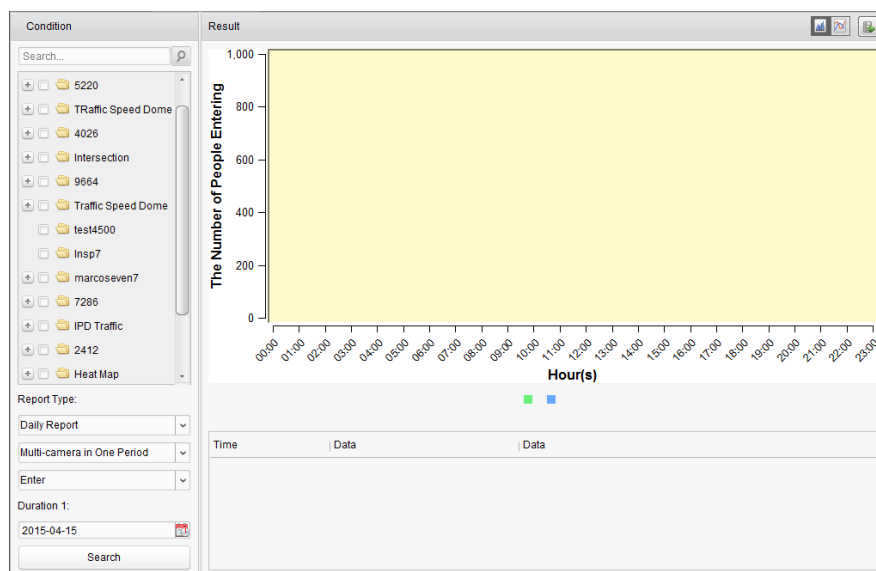 Condition
Search...
5220
TRaffic Speed Dome
4026
Intersection
9664
Traffic Speed Dome
test4500
Insp7
marcoseven7
7286
IPD Traffic
2412
Heat Map
Report Type:
Daily Report
Multi-camera in One Period
Enter
Duration 1:
2015-04-15
Search
Result
The Number of People Entering
1,000
800
600
400
200
0
00:00 01:00 02:00 03:00 04:00 05:00 06:00 07:00 08:00 09:00 10:00 11:00 12:00 13:00 14:00 15:00 16:00 17:00 18:00 19:00 20:00 21:00 22:00 23:00
Hour(s)
Time Data Data